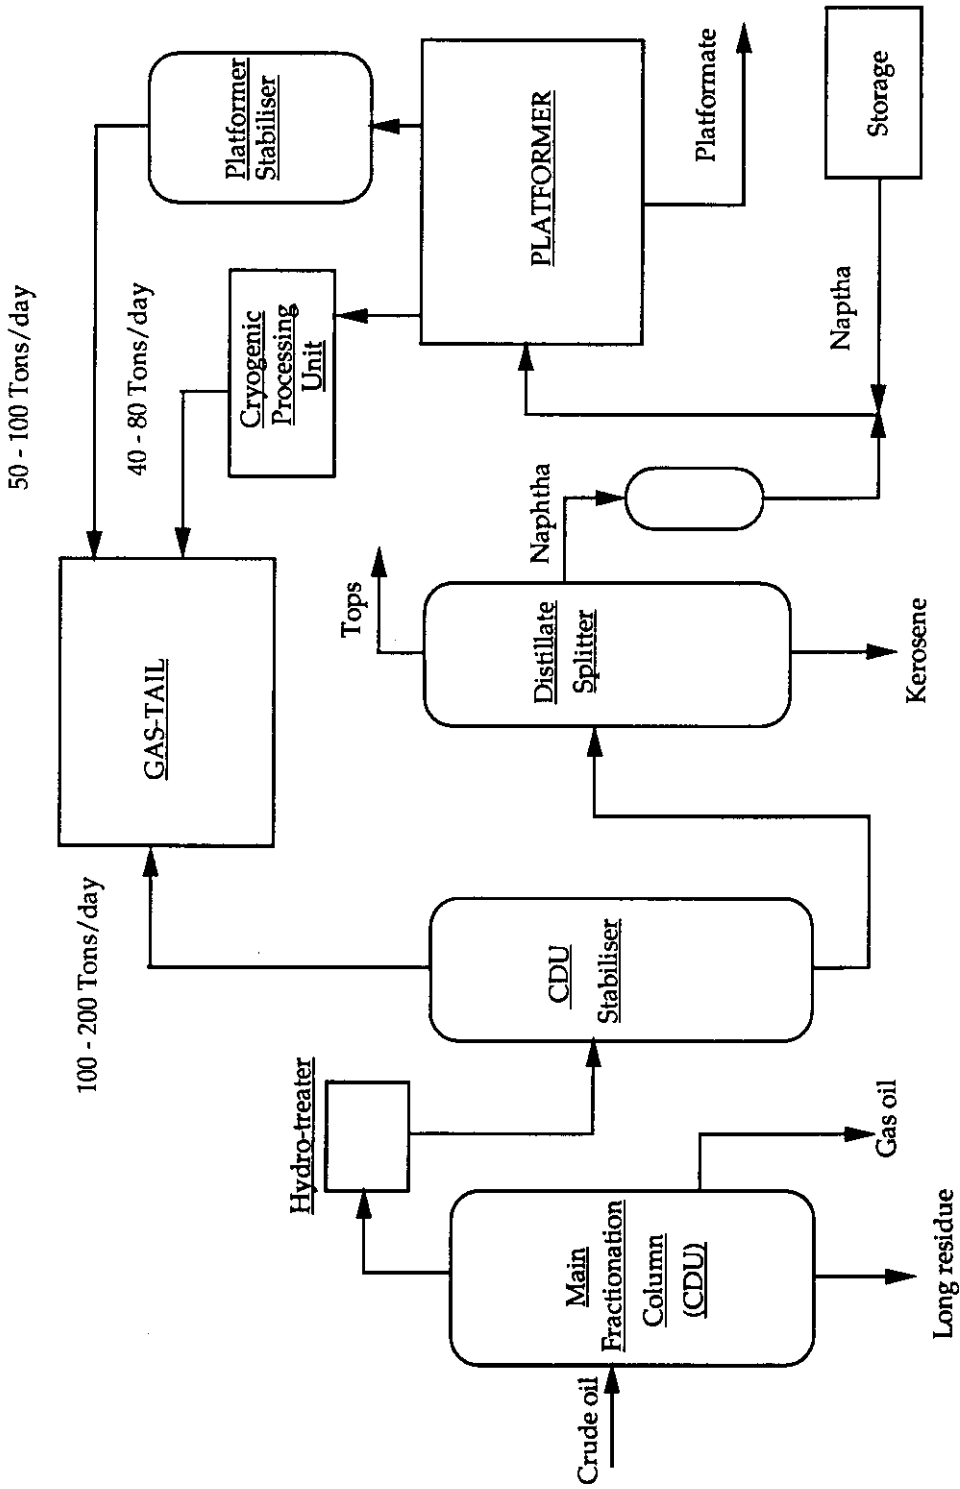 50 - 100 Tons/day
40 - 80 Tons/day
100 - 200 Tons/day
GAS-TAIL
Platformer
Stabiliser
Cryogenic
Processing
Unit
Hydro-treater
Tops
PLATFORMER
Platformate
CDU
Stabiliser
Distillate
Splitter
Naphtha
Naptha
Storage
Crude oil
Main
Fractionation
Column
(CDU)
Gas oil
Long residue
Kerosene